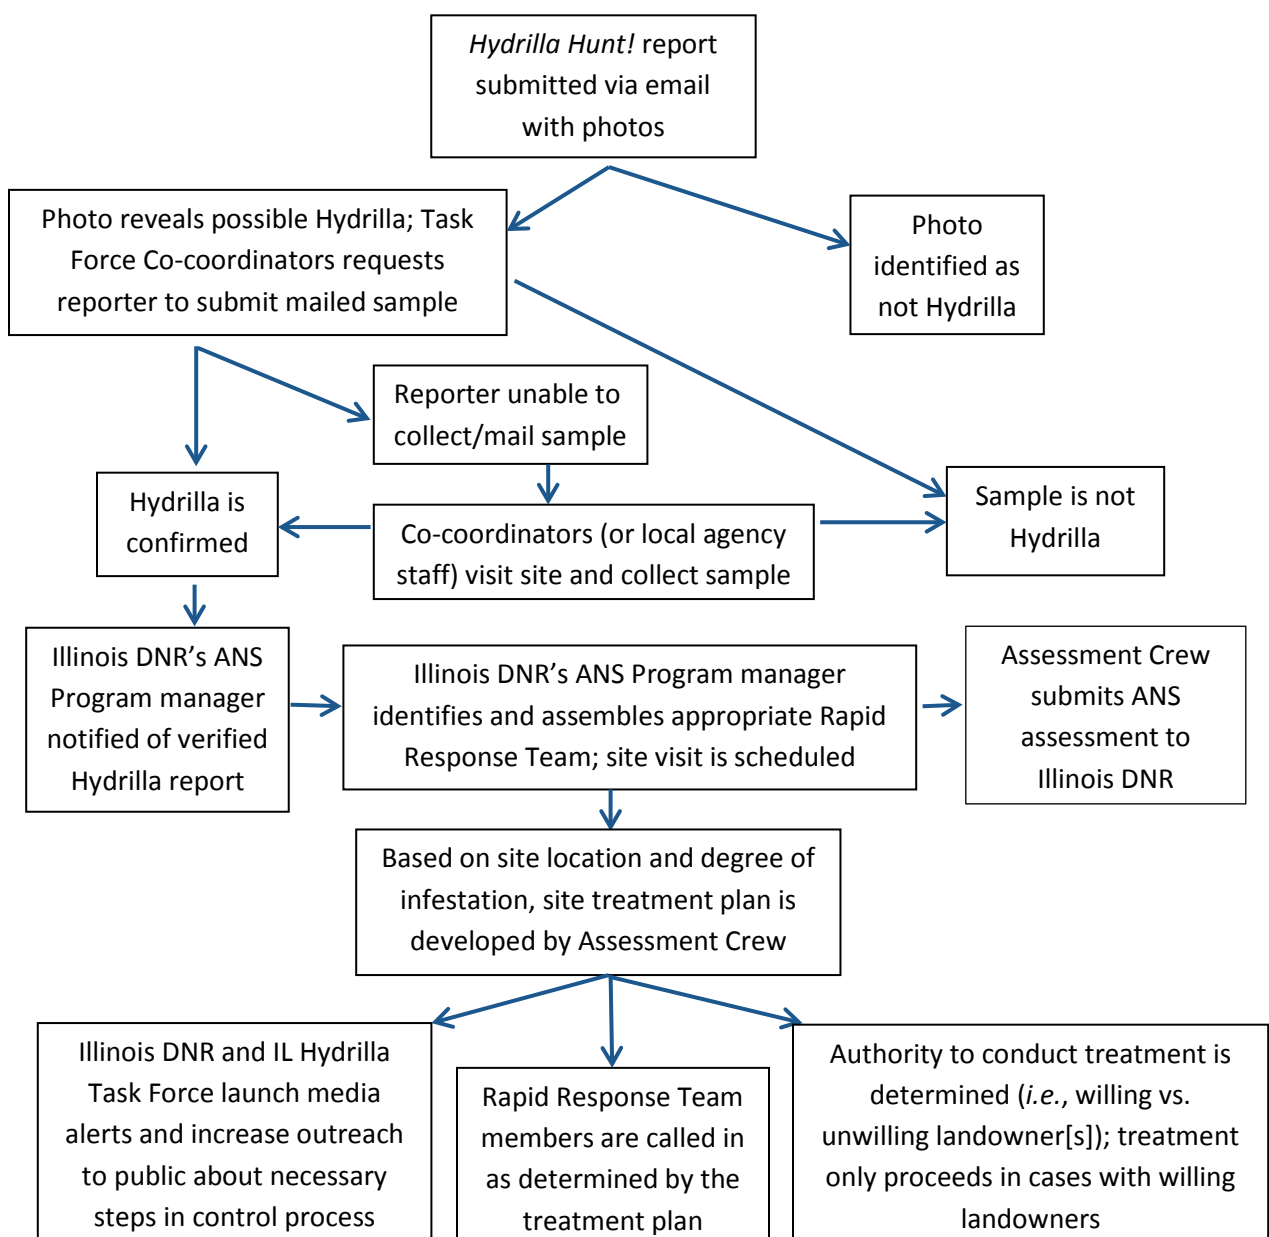 Hydrilla Hunt! report
submitted via email
with photos
Photo reveals possible Hydrilla; Task
Force Co-coordinators requests
reporter to submit mailed sample
Photo
identified as
not Hydrilla
Reporter unable to
collect/mail sample
Hydrilla is
confirmed
Co-coordinators (or local agency
staff) visit site and collect sample
Sample is not
Hydrilla
Illinois DNR’s ANS
Program manager
notified of verified
Hydrilla report
Illinois DNR’s ANS Program manager
identifies and assembles appropriate Rapid
Response Team; site visit is scheduled
Assessment Crew
submits ANS
assessment to
Illinois DNR
Based on site location and degree of
infestation, site treatment plan is
developed by Assessment Crew
Illinois DNR and IL Hydrilla
Task Force launch media
alerts and increase outreach
to public about necessary
steps in control process
Rapid Response Team
members are called in
as determined by the
treatment plan
Authority to conduct treatment is
determined (i.e., willing vs.
unwilling landowner[s]); treatment
only proceeds in cases with willing
landowners